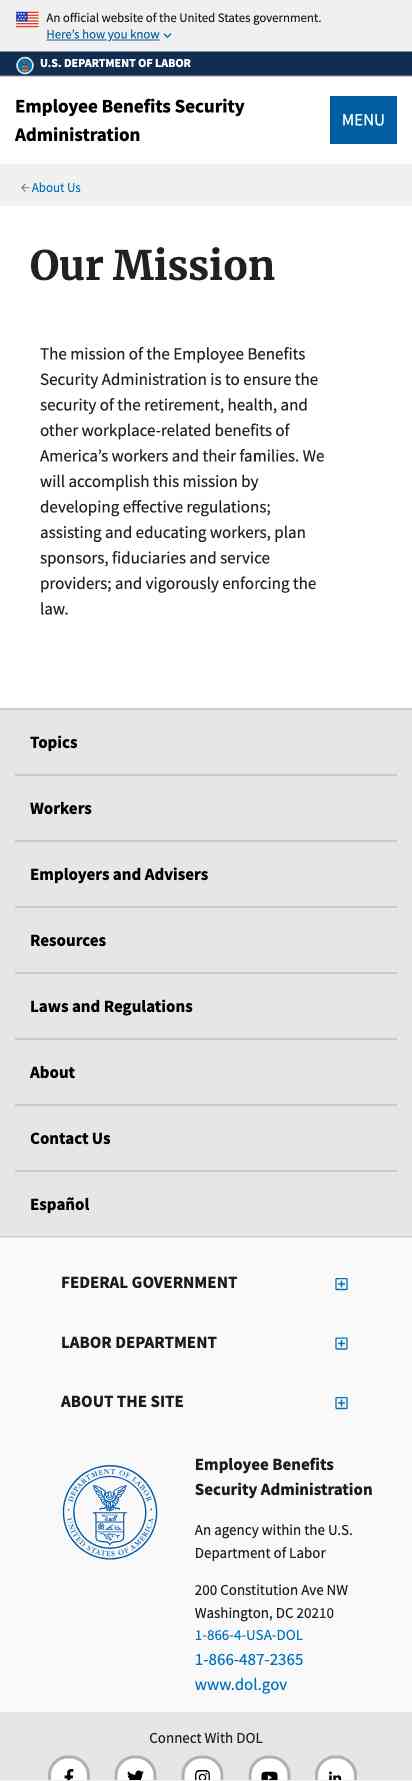 An official website of the United States government.
Here's how you know
U.S. DEPARTMENT OF LABOR
Employee Benefits Security
Administration
MENU
About Us
Our Mission
The mission of the Employee Benefits
Security Administration is to ensure the
security of the retirement, health, and
other workplace-related benefits of
America's workers and their families. We
will accomplish this mission by
developing effective regulations;
assisting and educating workers, plan
sponsors, fiduciaries and service
providers; and vigorously enforcing the
law.
Topics
Workers
Employers and Advisers
Resources
Laws and Regulations
About
Contact Us
Español
FEDERAL GOVERNMENT
LABOR DEPARTMENT
ABOUT THE SITE
DEPARTMENT OF LABOR
UNITED STATES OF AMERICA
Employee Benefits
Security Administration
An agency within the U.S.
Department of Labor
200 Constitution Ave NW
Washington, DC 20210
1-866-4-USA-DOL
1-866-487-2365
www.dol.gov
Connect With DOL